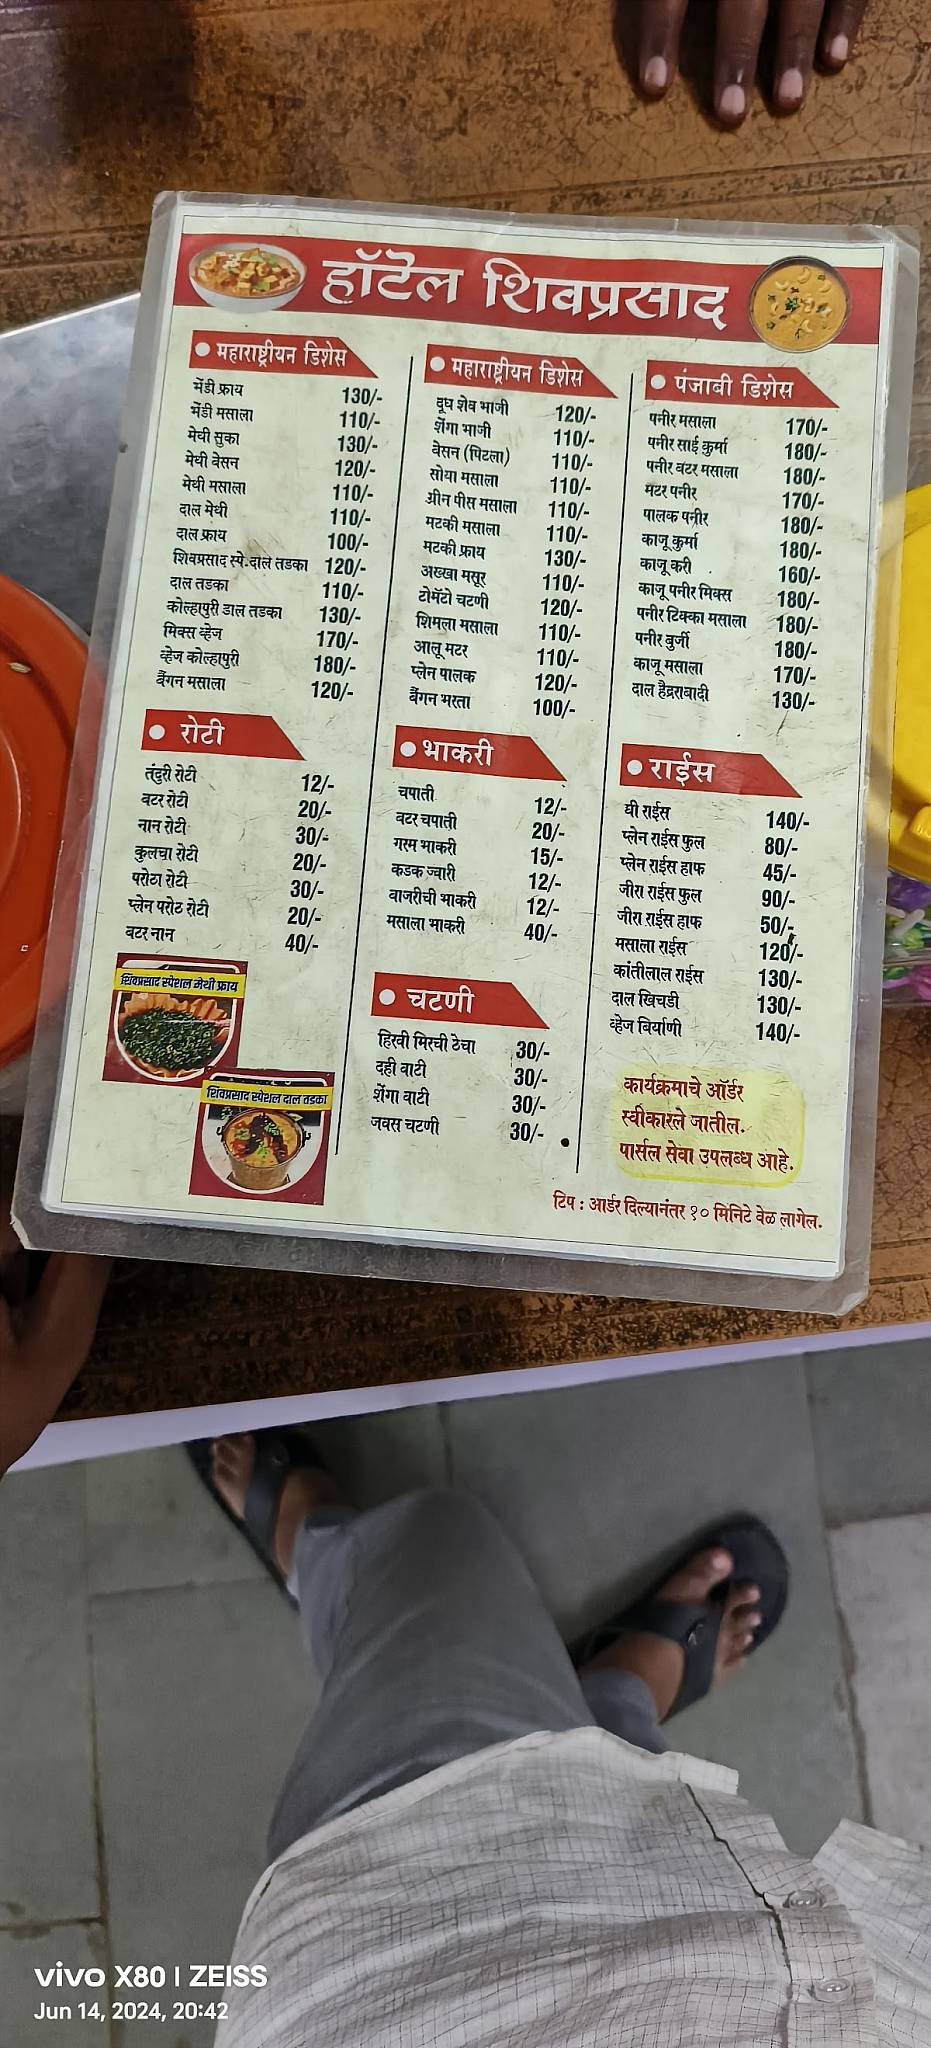 हॉटेल शिवप्रसाद
महाराष्ट्रीयन डिशेस
भेंडी फ्राय 130/-
भेंडी मसाला 110/-
मेथी सुका 130/-
मेथी बेसन 120/-
मेथी मसाला 110/-
दाल मेथी 110/-
दाल फ्राय 100/-
शिवप्रसाद स्पे.दाल तडका 120/-
दाल तडका 110/-
कोल्हापुरी डाल तडका 130/-
मिक्स व्हेज 170/-
व्हेज कोल्हापुरी 180/-
बैंगन मसाला 120/-
रोटी
तंदुरी रोटी 12/-
बटर रोटी 20/-
नान रोटी 30/-
कुलचा रोटी 20/-
परोठा रोटी 30/-
प्लेन परोठ रोटी 20/-
बटर नान 40/-
शिवप्रसाद स्पेशल मेथी फ्राय
शिवप्रसाद स्पेशल दाल तडका
महाराष्ट्रीयन डिशेस
दूध शेव भाजी 120/-
शेंगा भाजी 110/-
बेसन (पिटला) 110/-
सोया मसाला 110/-
ग्रीन पीस मसाला 110/-
मटकी मसाला 110/-
मटकी फ्राय 130/-
अख्खा मसूर 110/-
टोमॅटो चटणी 120/-
शिमला मसाला 110/-
आलू मटर 110/-
प्लेन पालक 120/-
बैंगन भरता 100/-
भाकरी
चपाती 12/-
बटर चपाती 20/-
गरम भाकरी 15/-
कडक ज्वारी 12/-
बाजरीची भाकरी 12/-
मसाला भाकरी 40/-
चटणी
हिरवी मिरची ठेचा 30/-
दही वाटी 30/-
शेंगा वाटी 30/-
जवस चटणी 30/-
पंजाबी डिशेस
पनीर मसाला 170/-
पनीर साई कुर्मा 180/-
पनीर बटर मसाला 180/-
मटर पनीर 170/-
पालक पनीर 180/-
काजू कुर्मा 180/-
काजू करी 160/-
काजू पनीर मिक्स 180/-
पनीर टिक्का मसाला 180/-
पनीर बुर्जी 180/-
काजू मसाला 170/-
दाल हैद्राबादी 130/-
राईस
घी राईस 140/-
प्लेन राईस फुल 80/-
प्लेन राईस हाफ 45/-
जीरा राईस फुल 90/-
जीरा राईस हाफ 50/-
मसाला राईस 120/-
कांतीलाल राईस 130/-
दाल खिचडी 130/-
व्हेज बिर्याणी 140/-
कार्यक्रमाचे ऑर्डर
स्वीकारले जातील.
पार्सल सेवा उपलब्ध आहे.
टिप : आर्डर दिल्यानंतर १० मिनिटे वेळ लागेल.
vivo X80 | ZEISS
Jun 14, 2024, 20:42